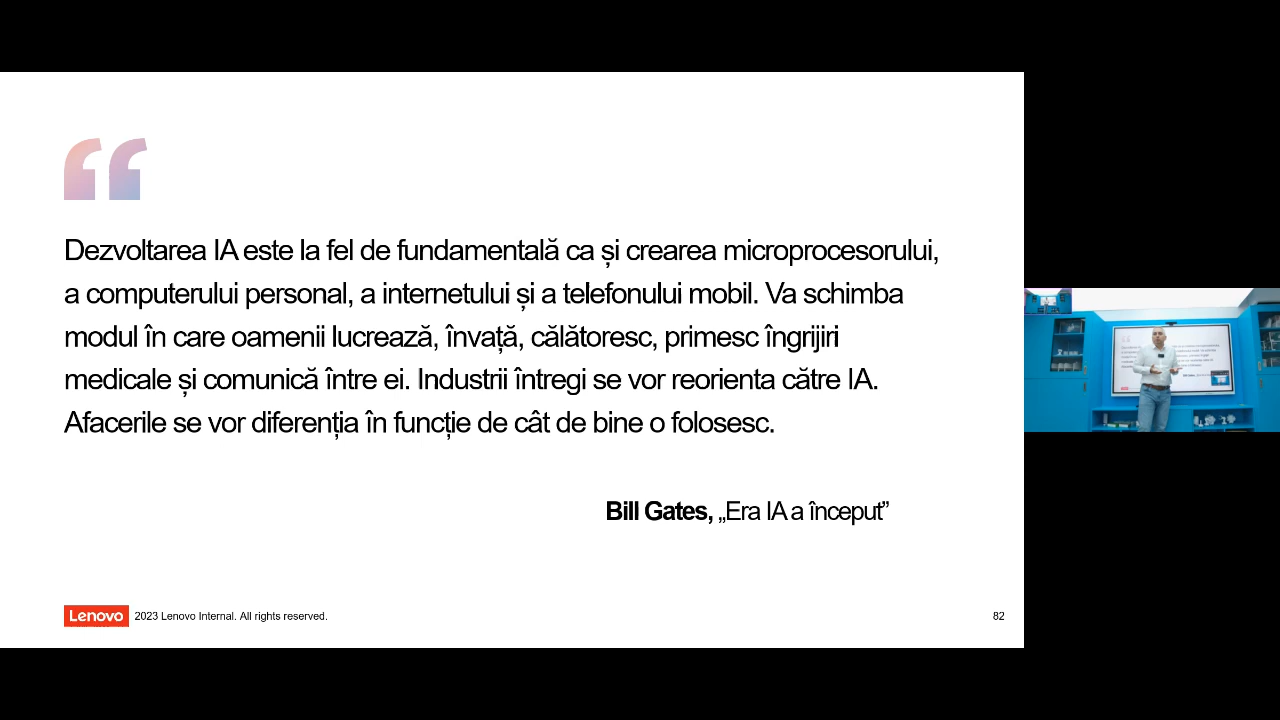 Dezvoltarea IA este la fel de fundamentală ca și crearea microprocesorului,
a computerului personal, a internetului și a telefonului mobil. Va schimba
modul în care oamenii lucrează, învață, călătoresc, primesc îngrijiri
medicale și comunică între ei. Industrii întregi se vor reorienta către IA.
Afacerile se vor diferenția în funcție de cât de bine o folosesc.
Bill Gates, „Era IA a început”
Lenovo 2023 Lenovo Internal. All rights reserved.
82